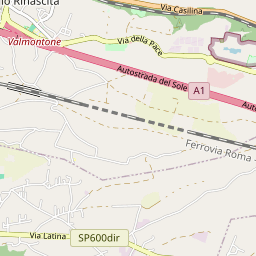 Rinascita
Via Casilina
Valmontone
Via della Pace
Autostrada del Sole
A1
Ferrovia Roma
Via Latina
SP600dir